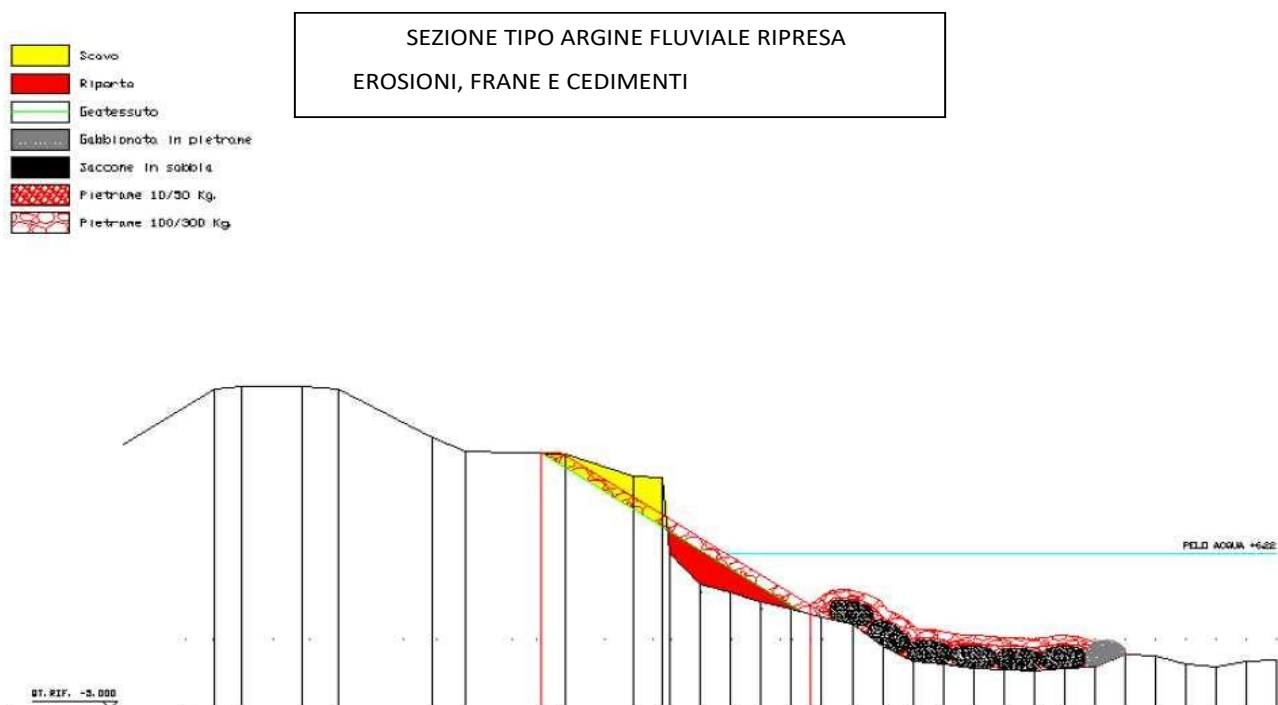 SEZIONE TIPO ARGINE FLUVIALE RIPRESA
EROSIONI, FRANE E CEDIMENTI
Scavo
Riporto
Geotessuto
Gabbionata in pietrame
Saccone in sabbia
Pietrame 10/50 Kg.
Pietrame 100/300 Kg.
PELO ACQUA +6.22
QT. RIF. -5.000